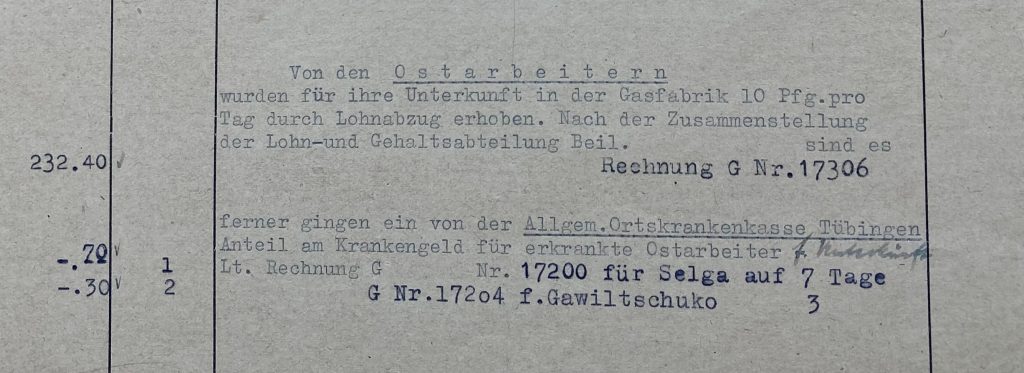 Von den Ostarbeitern
wurden für ihre Unterkunft in der Gasfabrik 10 Pfg.pro
Tag durch Lohnabzug erhoben. Nach der Zusammenstellung
der Lohn-und Gehaltsabteilung Beil. sind es
232.40 Rechnung G Nr.17306
ferner gingen ein von der Allgem.Ortskrankenkasse Tübingen
Anteil am Krankengeld für erkrankte Ostarbeiter f. Unterkunft
-.70 1 Lt. Rechnung G Nr. 17200 für Selga auf 7 Tage
-.30 2 G Nr.172o4 f.Gawiltschuko 3